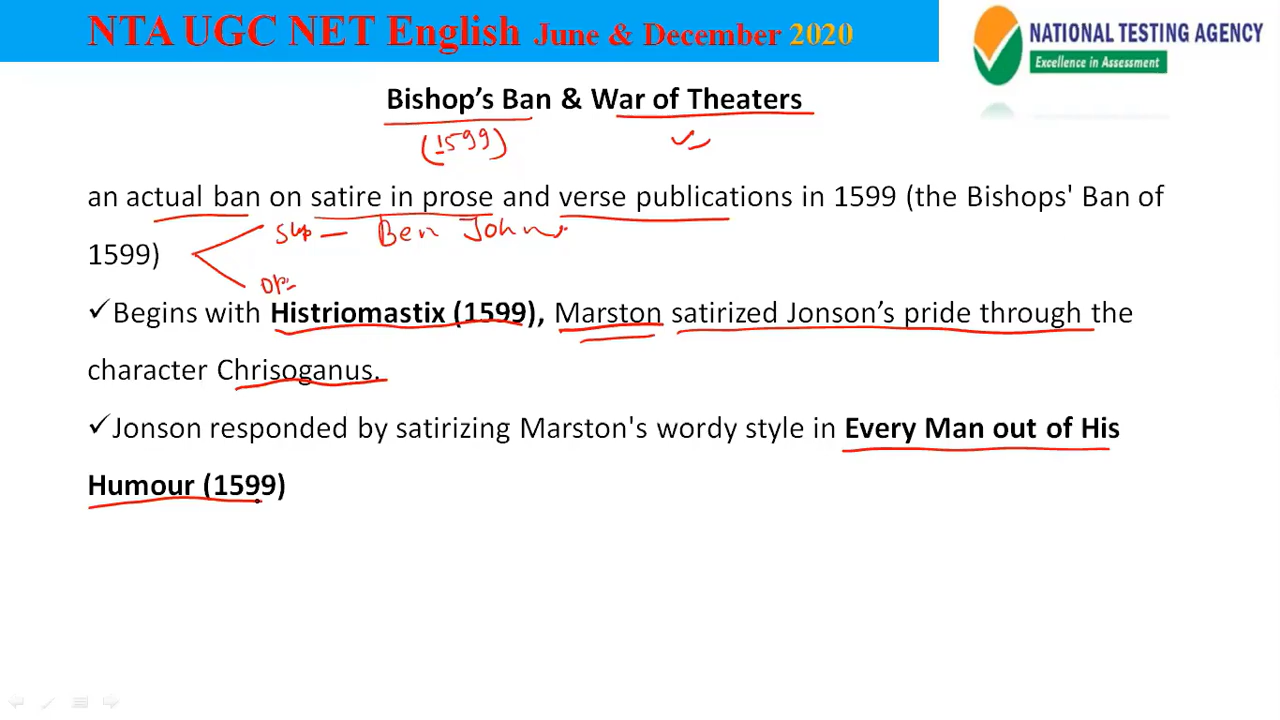 NTA UGC NET English June & December 2020
NATIONAL TESTING AGENCY
Excellence in Assessment
Bishop's Ban & War of Theaters
(1599)
an actual ban on satire in prose and verse publications in 1599 (the Bishops' Ban of
Sup – Ben John
1599)
✓Begins with Histriomastix (1599), Marston satirized Jonson's pride through the
character Chrisoganus.
✓Jonson responded by satirizing Marston's wordy style in Every Man out of His
Humour (1599)